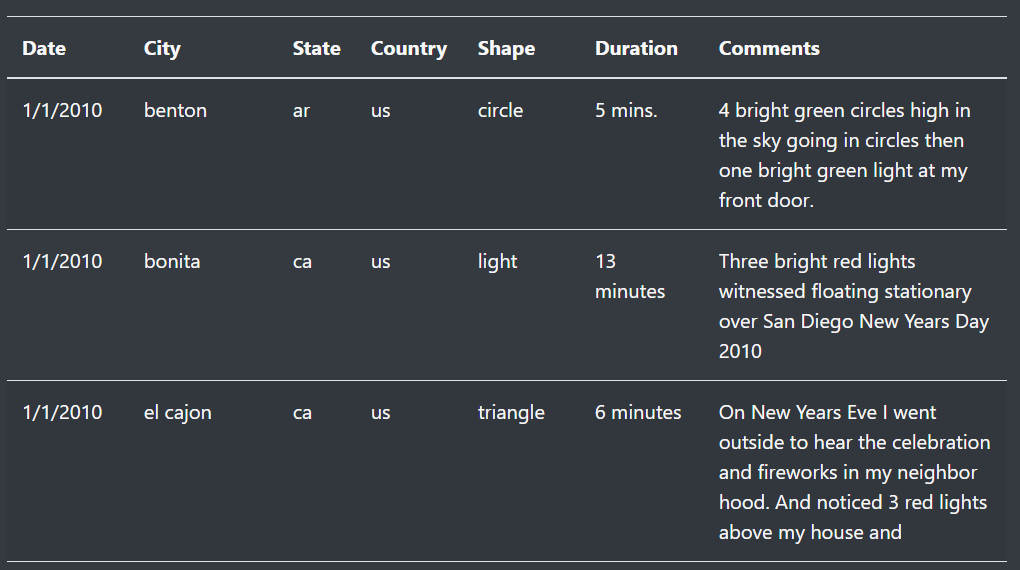 Date City State Country Shape Duration Comments
1/1/2010 benton ar us circle 5 mins. 4 bright green circles high in
the sky going in circles then
one bright green light at my
front door.
1/1/2010 bonita ca us light 13 Three bright red lights
minutes witnessed floating stationary
over San Diego New Years Day
2010
1/1/2010 el cajon ca us triangle 6 minutes On New Years Eve I went
outside to hear the celebration
and fireworks in my neighbor
hood. And noticed 3 red lights
above my house and